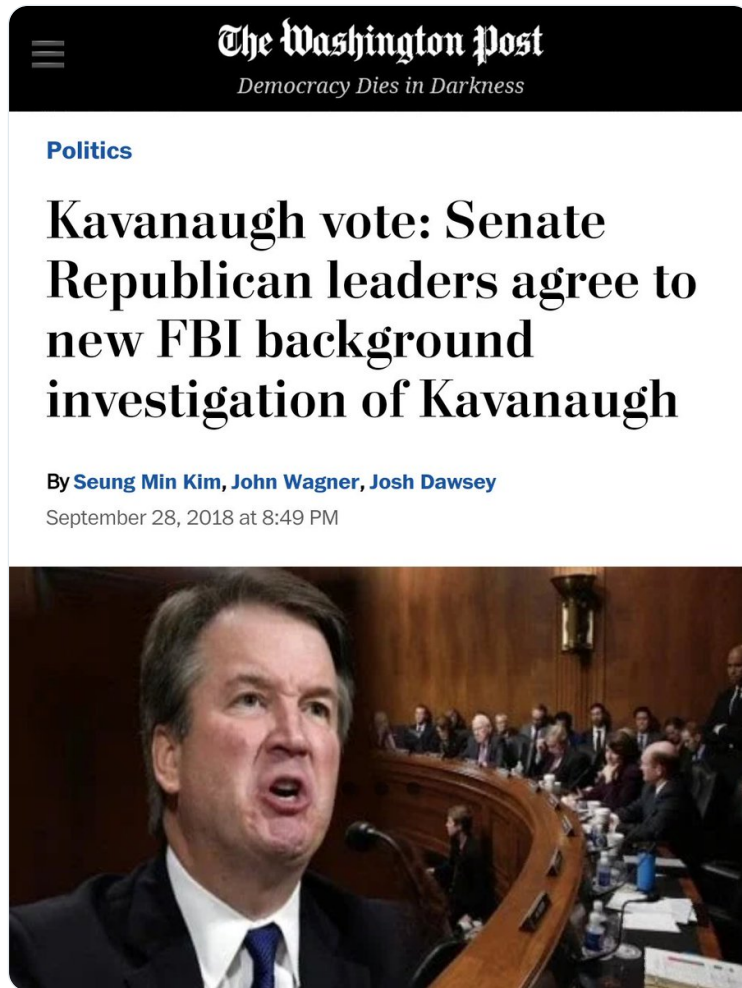 The Washington Post
Democracy Dies in Darkness
Politics
Kavanaugh vote: Senate
Republican leaders agree to
new FBI background
investigation of Kavanaugh
By Seung Min Kim, John Wagner, Josh Dawsey
September 28, 2018 at 8:49 PM